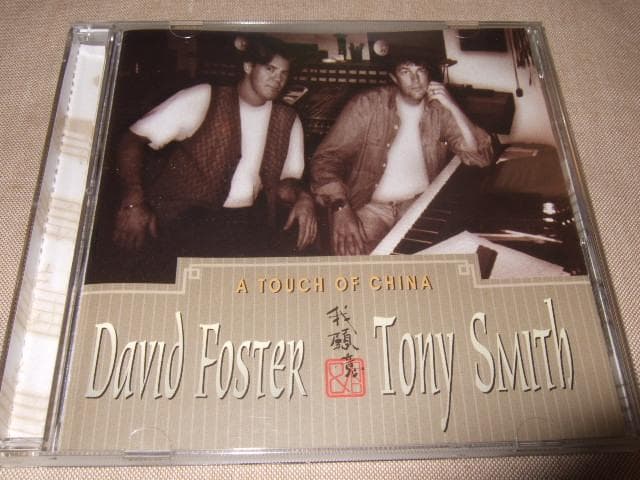 A TOUCH OF CHINA
DAVID FOSTER
我願意
&
TONY SMITH